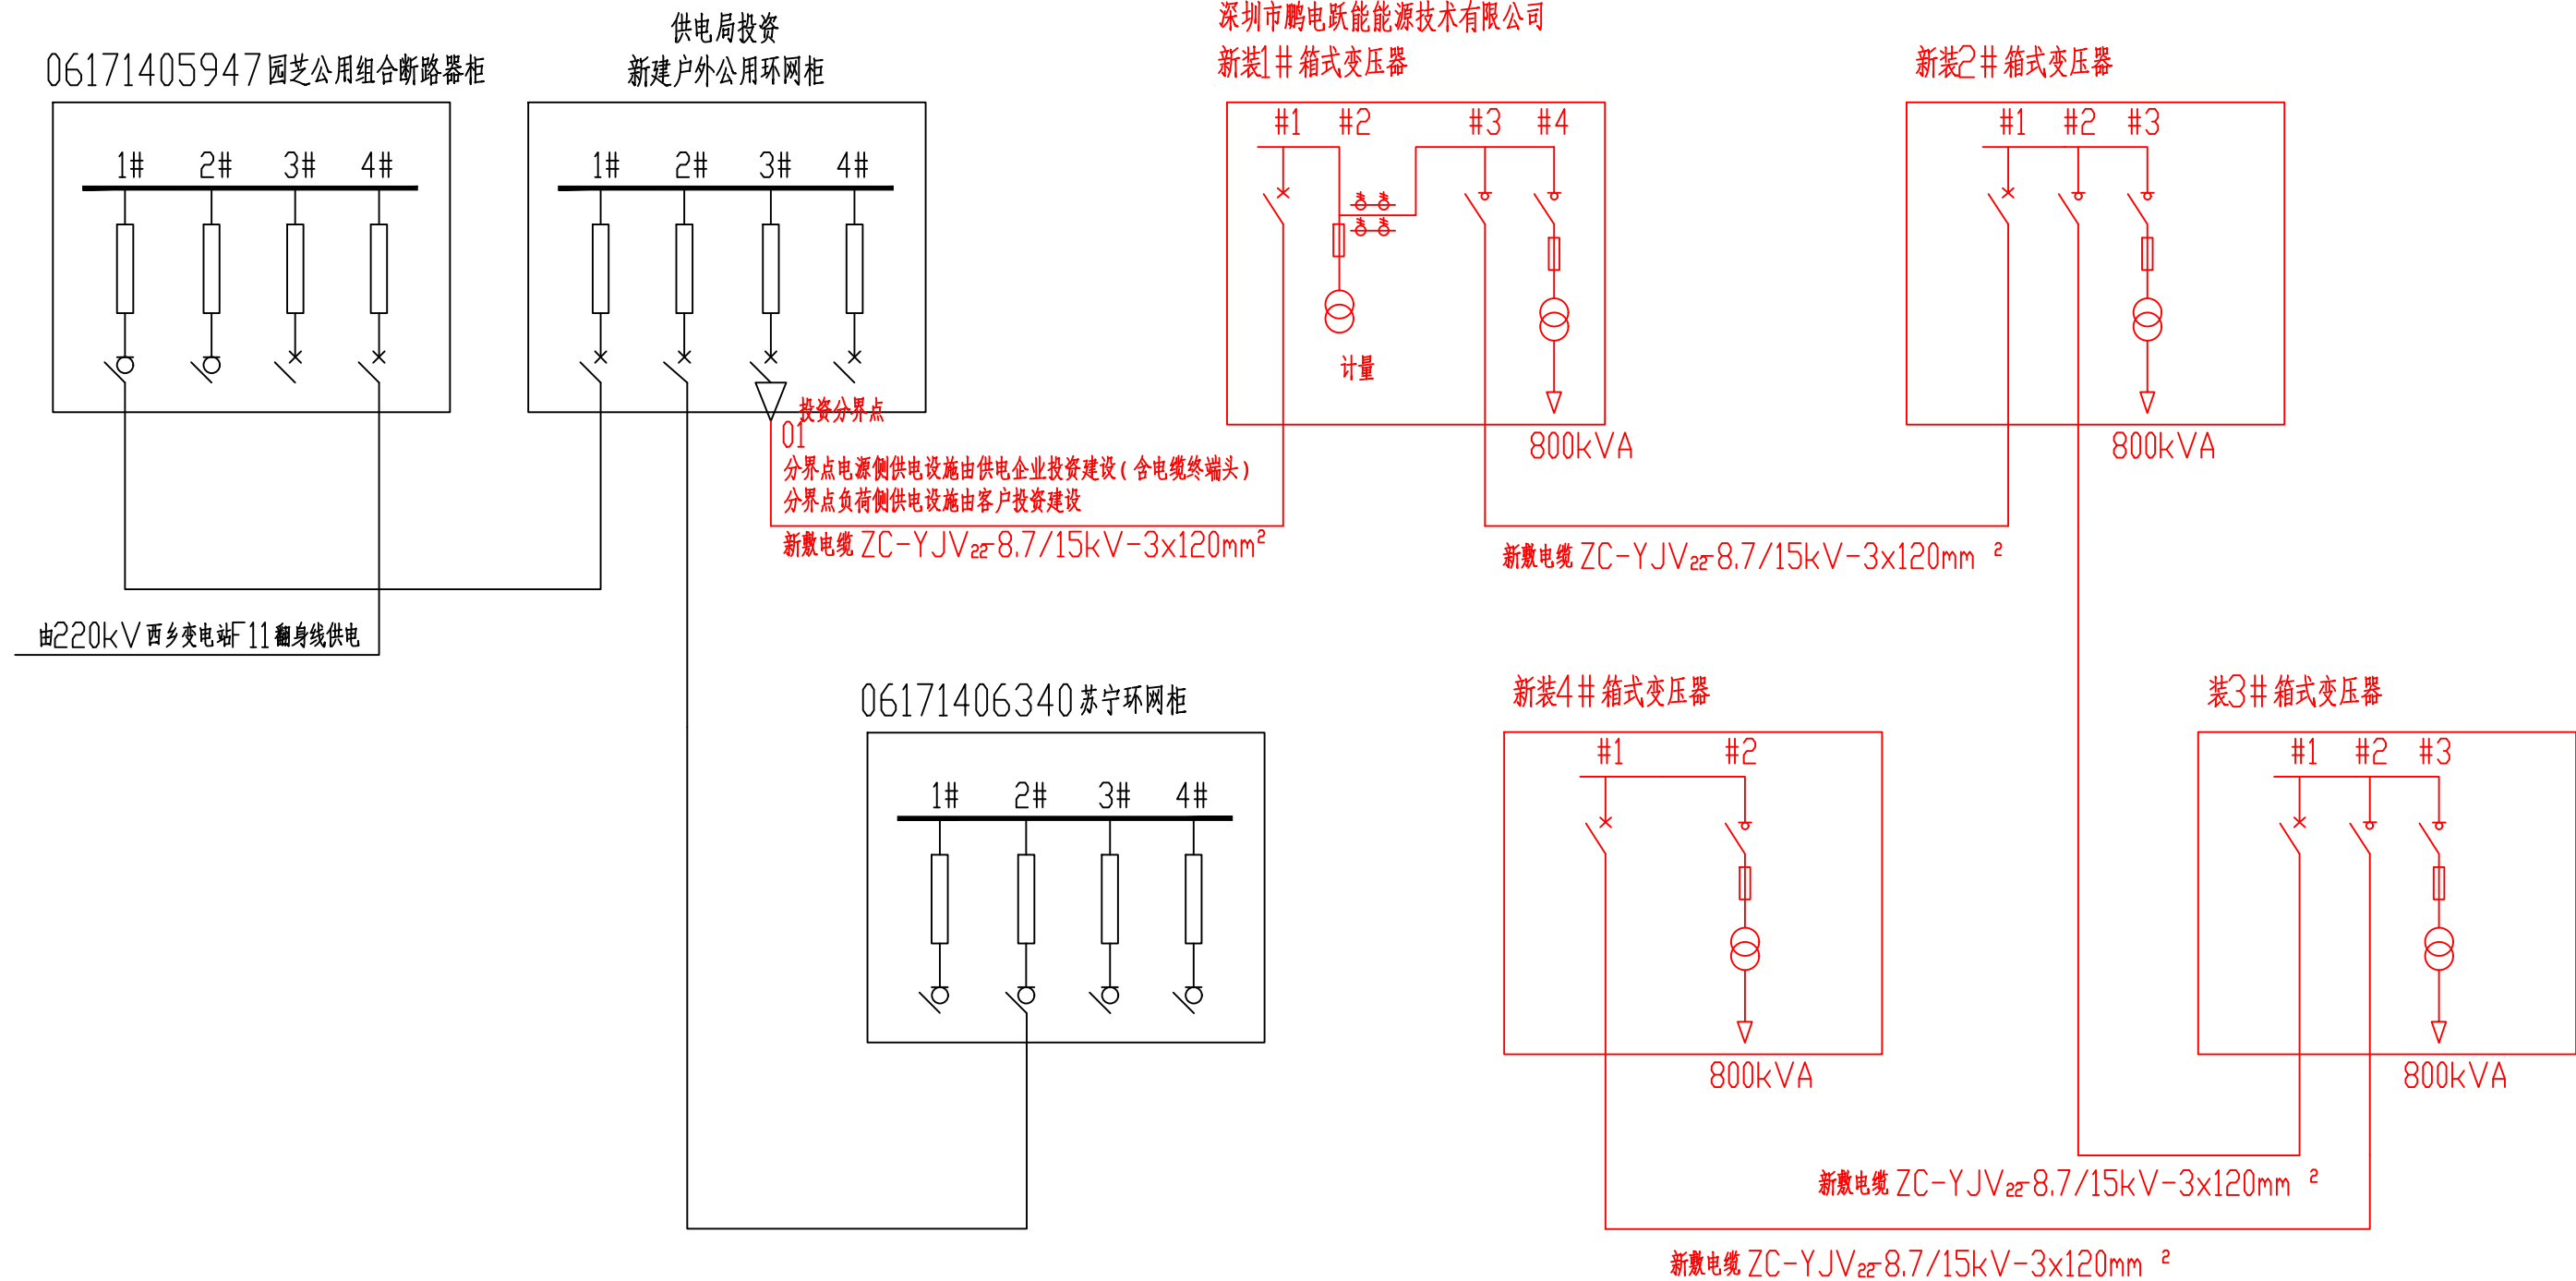 06171405947园芝公用组合断路器柜
1# 2# 3# 4#
由220kV西乡变电站F11翻身线供电
供电局投资
新建户外公用环网柜
1# 2# 3# 4#
投资分界点
01
分界点电源侧供电设施由供电企业投资建设(含电缆终端头)
分界点负荷侧供电设施由客户投资建设
新敷电缆 ZC-YJV22-8.7/15kV-3x120mm²
深圳市鹏电跃能能源技术有限公司
新装1#箱式变压器
#1 #2 #3 #4
计量
800kVA
新敷电缆 ZC-YJV22-8.7/15kV-3x120mm ²
新装2#箱式变压器
#1 #2 #3
800kVA
06171406340苏宁环网柜
1# 2# 3# 4#
新装4#箱式变压器
#1 #2
800kVA
装3#箱式变压器
#1 #2 #3
800kVA
新敷电缆 ZC-YJV22-8.7/15kV-3x120mm ²
新敷电缆 ZC-YJV22-8.7/15kV-3x120mm ²